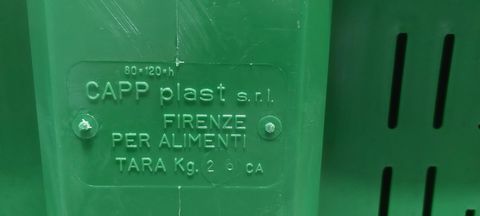 80*120*h
CAPP plast s.r.l.
FIRENZE
PER ALIMENTI
TARA Kg. 2 CA